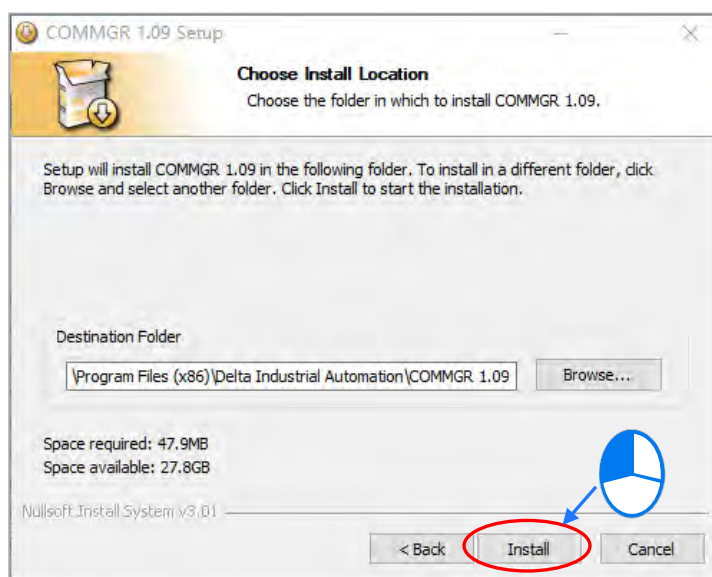 COMMGR 1.09 Setup
Choose Install Location
Choose the folder in which to install COMMGR 1.09.
Setup will install COMMGR 1.09 in the following folder. To install in a different folder, click
Browse and select another folder. Click Install to start the installation.
Destination Folder
\Program Files (x86)\Delta Industrial Automation\COMMGR 1.09
Browse...
Space required: 47.9MB
Space available: 27.8GB
Nullsoft Install System v3.01
< Back
Install
Cancel